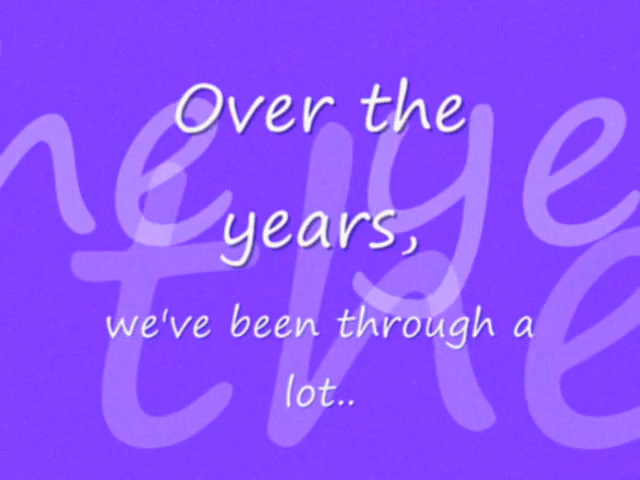 Over the
years,
we've been through a
lot..